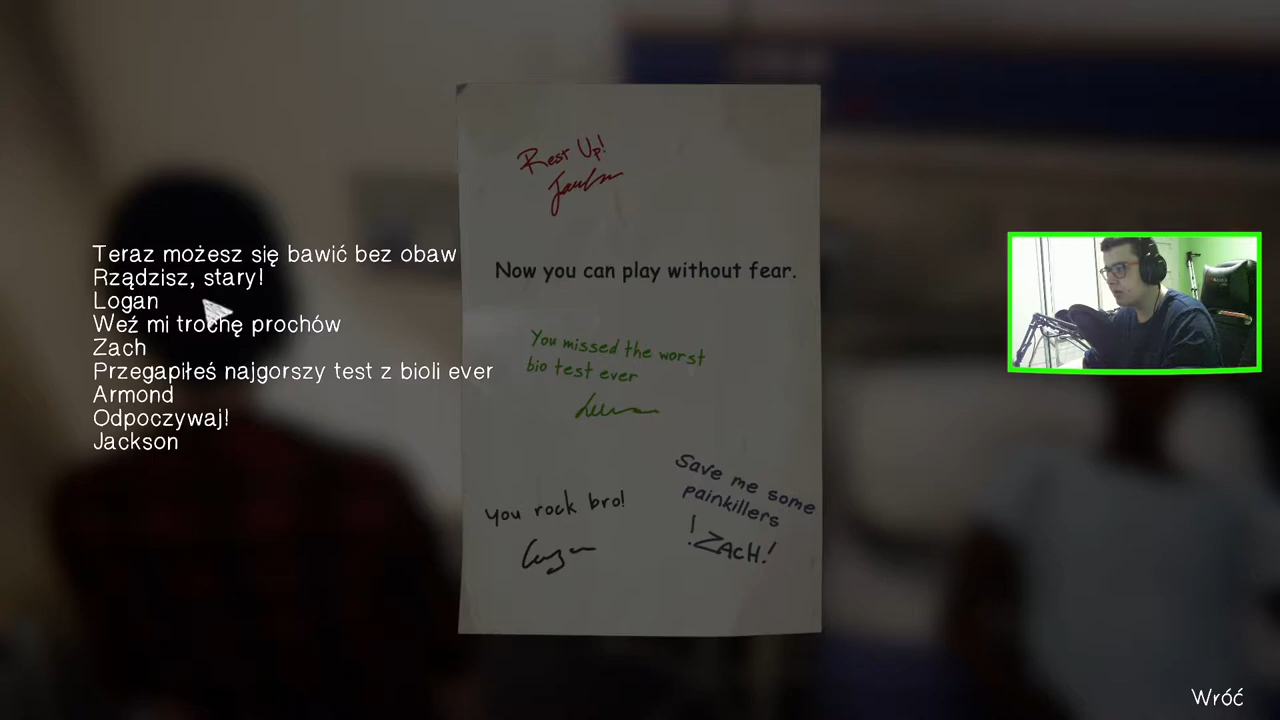 Teraz możesz się bawić bez obaw
Rządzisz, stary!
Logan
Weź mi trochę prochów
Zach
Przegapiłeś najgorszy test z bioli ever
Armond
Odpoczywaj!
Jackson
Rest Up!
Jackson
Now you can play without fear.
You missed the worst
bio test ever
You rock bro!
Save me some
painkillers
!ZACH!
Wróć